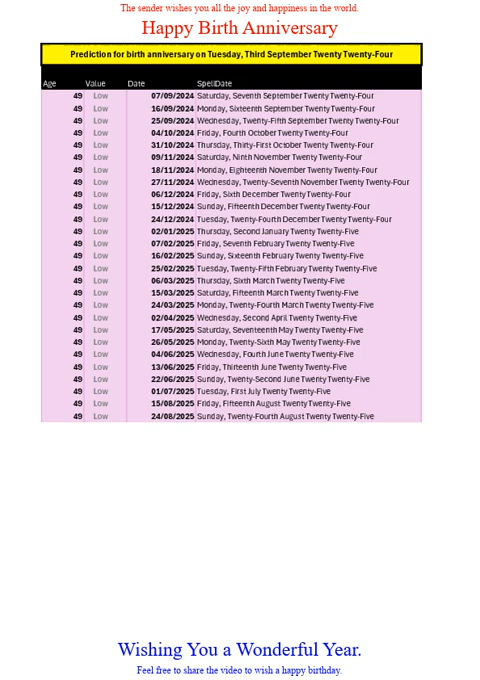 The sender wishes you all the joy and happiness in the world.
Happy Birth Anniversary
Prediction for birth anniversary on Tuesday, Third September Twenty Twenty-Four
Age Value Date SpellDate
49 Low 07/09/2024 Saturday, Seventh September Twenty Twenty-Four
49 Low 16/09/2024 Monday, Sixteenth September Twenty Twenty-Four
49 Low 25/09/2024 Wednesday, Twenty-Fifth September Twenty Twenty-Four
49 Low 04/10/2024 Friday, Fourth October Twenty Twenty-Four
49 Low 31/10/2024 Thursday, Thirty-First October Twenty Twenty-Four
49 Low 09/11/2024 Saturday, Ninth November Twenty Twenty-Four
49 Low 18/11/2024 Monday, Eighteenth November Twenty Twenty-Four
49 Low 27/11/2024 Wednesday, Twenty-Seventh November Twenty Twenty-Four
49 Low 06/12/2024 Friday, Sixth December Twenty Twenty-Four
49 Low 15/12/2024 Sunday, Fifteenth December Twenty Twenty-Four
49 Low 24/12/2024 Tuesday, Twenty-Fourth December Twenty Twenty-Four
49 Low 02/01/2025 Thursday, Second January Twenty Twenty-Five
49 Low 07/02/2025 Friday, Seventh February Twenty Twenty-Five
49 Low 16/02/2025 Sunday, Sixteenth February Twenty Twenty-Five
49 Low 25/02/2025 Tuesday, Twenty-Fifth February Twenty Twenty-Five
49 Low 06/03/2025 Thursday, Sixth March Twenty Twenty-Five
49 Low 15/03/2025 Saturday, Fifteenth March Twenty Twenty-Five
49 Low 24/03/2025 Monday, Twenty-Fourth March Twenty Twenty-Five
49 Low 02/04/2025 Wednesday, Second April Twenty Twenty-Five
49 Low 17/05/2025 Saturday, Seventeenth May Twenty Twenty-Five
49 Low 26/05/2025 Monday, Twenty-Sixth May Twenty Twenty-Five
49 Low 04/06/2025 Wednesday, Fourth June Twenty Twenty-Five
49 Low 13/06/2025 Friday, Thirteenth June Twenty Twenty-Five
49 Low 22/06/2025 Sunday, Twenty-Second June Twenty Twenty-Five
49 Low 01/07/2025 Tuesday, First July Twenty Twenty-Five
49 Low 15/08/2025 Friday, Fifteenth August Twenty Twenty-Five
49 Low 24/08/2025 Sunday, Twenty-Fourth August Twenty Twenty-Five
Wishing You a Wonderful Year.
Feel free to share the video to wish a happy birthday.